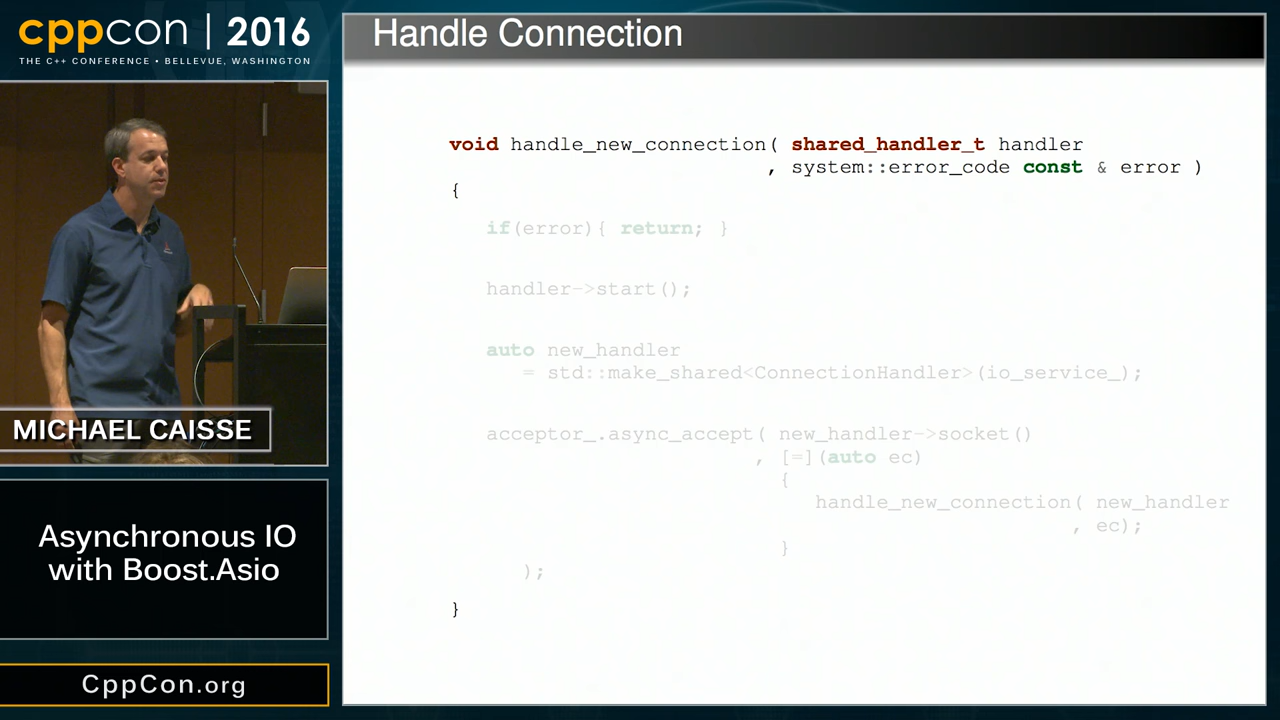 cppcon | 2016
THE C++ CONFERENCE • BELLEVUE, WASHINGTON
MICHAEL CAISSE
Asynchronous IO
with Boost.Asio
CppCon.org
Handle Connection
void handle_new_connection( shared_handler_t handler
, system::error_code const & error )
{
if(error){ return; }
handler->start();
auto new_handler
= std::make_shared<ConnectionHandler>(io_service_);
acceptor_.async_accept( new_handler->socket()
, [=](auto ec)
{
handle_new_connection( new_handler
, ec);
}
);
}